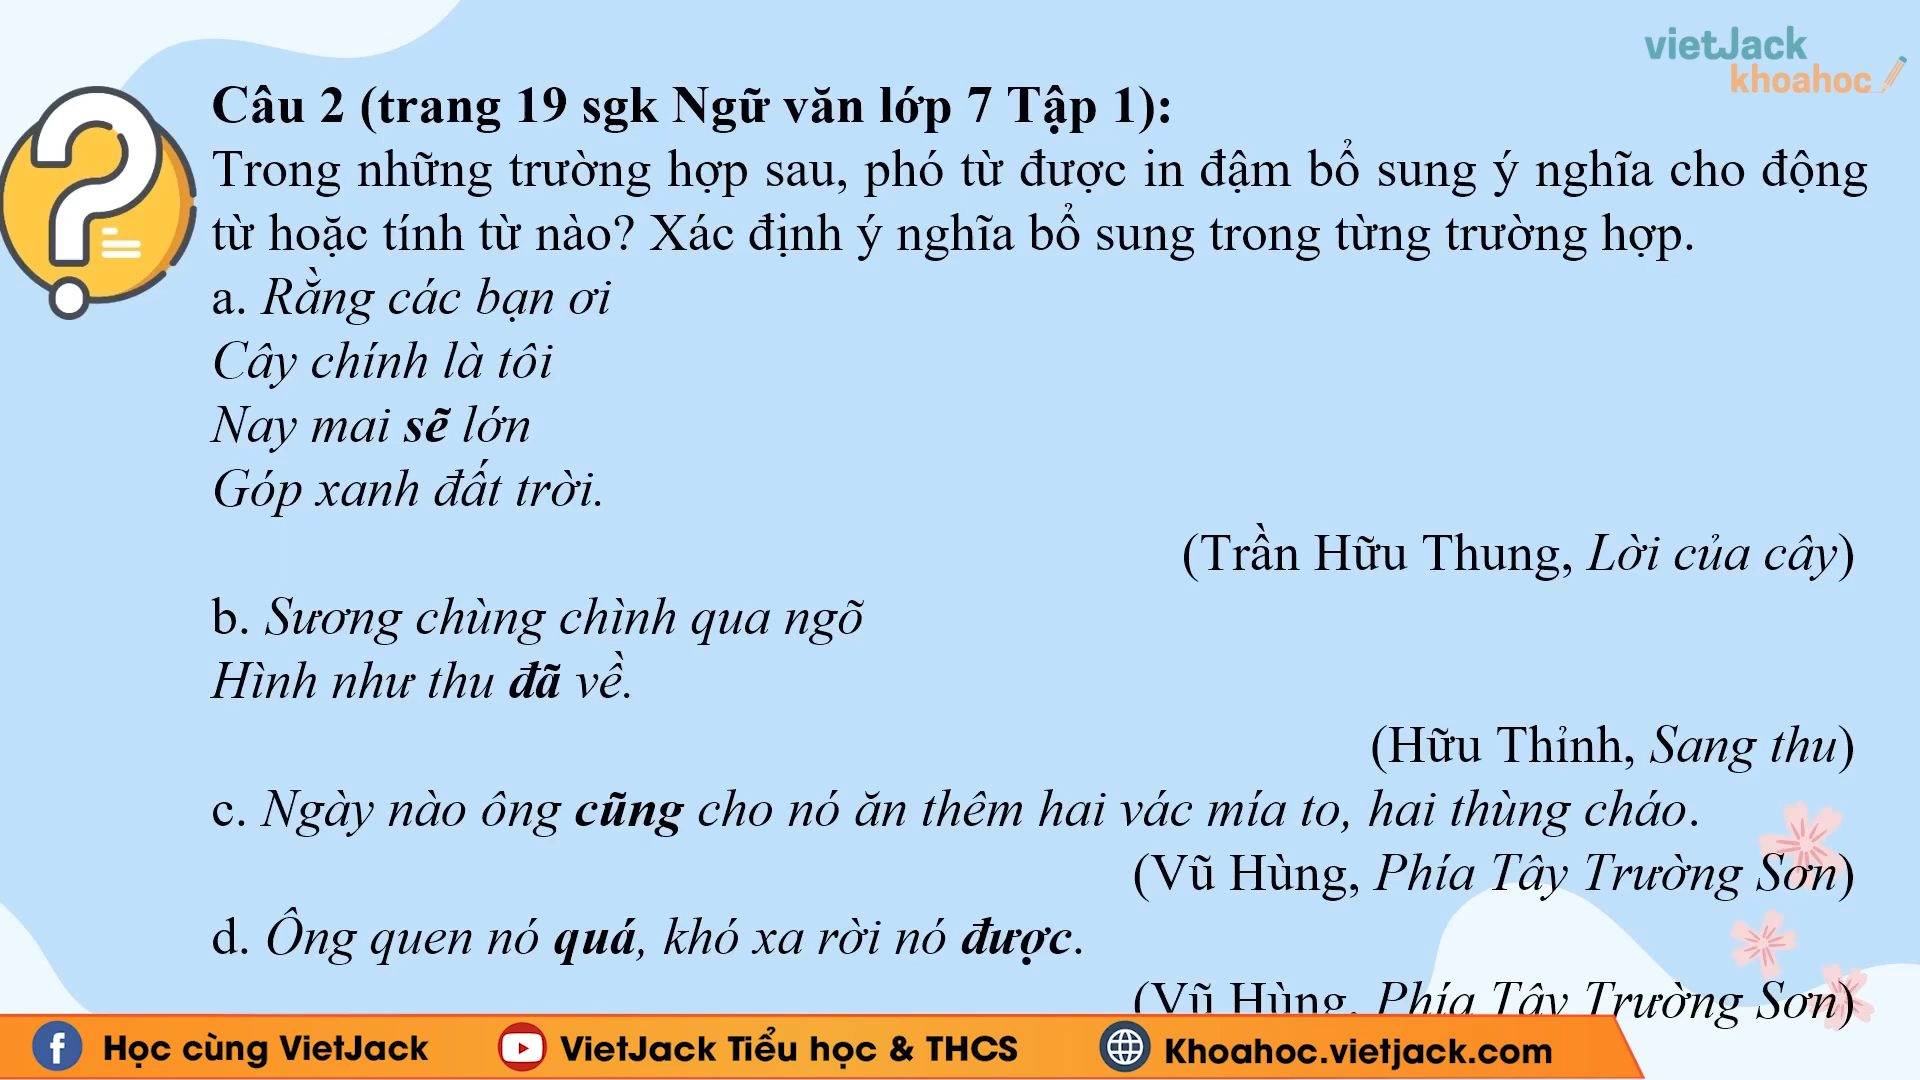 vietJack
khoahoc
Câu 2 (trang 19 sgk Ngữ văn lớp 7 Tập 1):
Trong những trường hợp sau, phó từ được in đậm bổ sung ý nghĩa cho động
từ hoặc tính từ nào? Xác định ý nghĩa bổ sung trong từng trường hợp.
a. Rằng các bạn ơi
Cây chính là tôi
Nay mai sẽ lớn
Góp xanh đất trời.
(Trần Hữu Thung, Lời của cây)
b. Sương chùng chình qua ngõ
Hình như thu đã về.
(Hữu Thỉnh, Sang thu)
c. Ngày nào ông cũng cho nó ăn thêm hai vác mía to, hai thùng cháo.
(Vũ Hùng, Phía Tây Trường Sơn)
d. Ông quen nó quá, khó xa rời nó được.
(Vũ Hùng, Phía Tây Trường Sơn)
Học cùng VietJack
VietJack Tiểu học & THCS
Khoahoc.vietjack.com